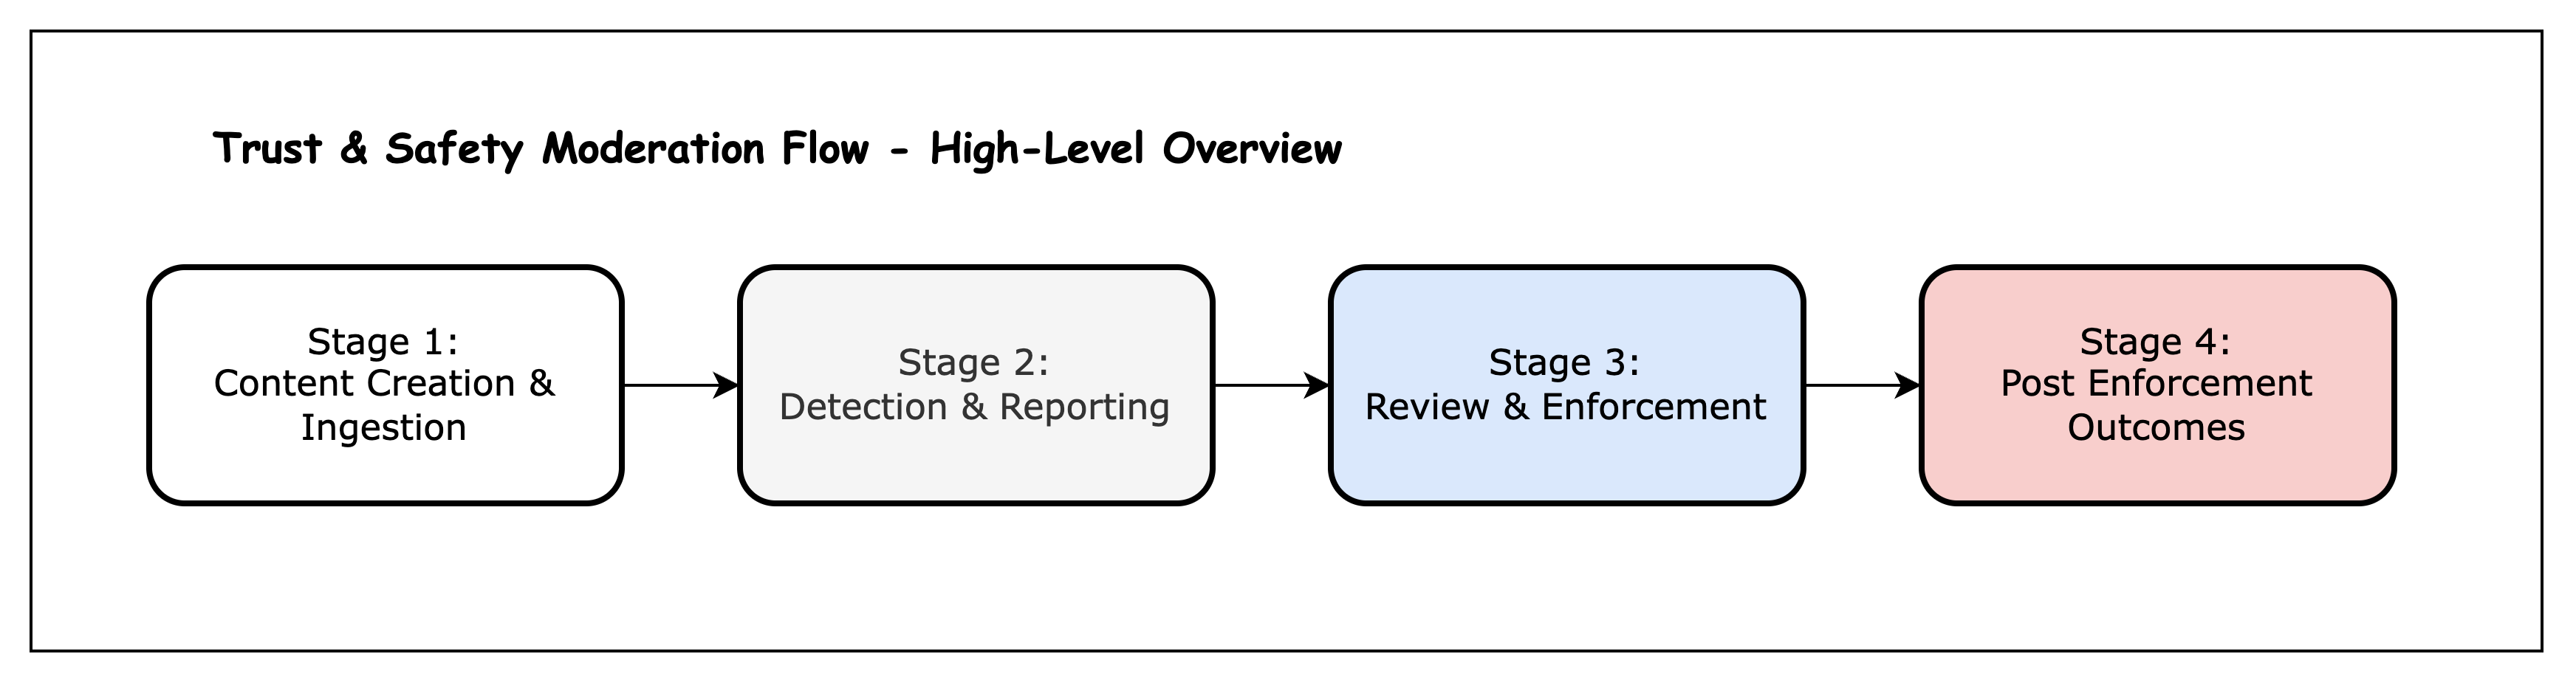 Trust & Safety Moderation Flow - High-Level Overview
Stage 1:
Content Creation &
Ingestion
Stage 2:
Detection & Reporting
Stage 3:
Review & Enforcement
Stage 4:
Post Enforcement
Outcomes